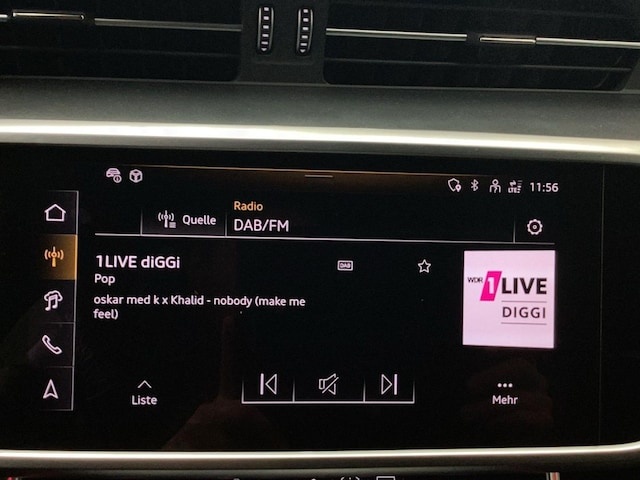 LTE 11:56
Quelle
Radio
DAB/FM
1LIVE diGGi
DAB
Pop
oskar med k x Khalid - nobody (make me
feel)
WDR 1LIVE
DIGGI
Liste
Mehr